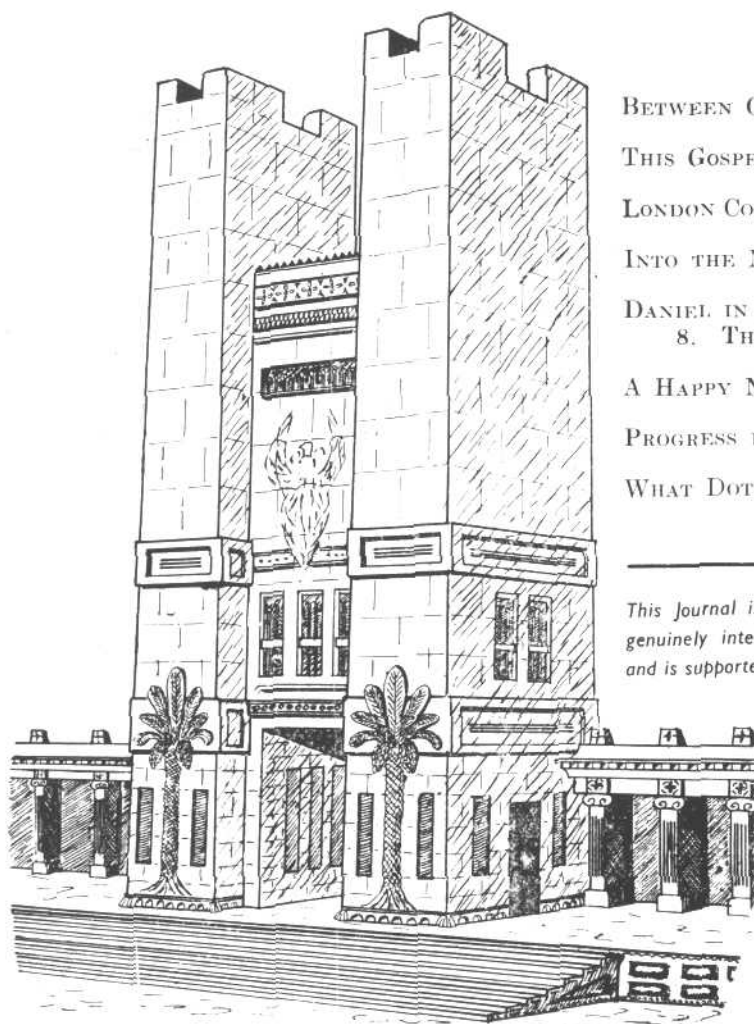 BETWEEN
THIS GOSPE
LONDON CO
INTO THE
DANIEL IN
8. TH
A HAPPY N
PROGRESS
WHAT DOT
This Journal i
genuinely inte
and is supporte